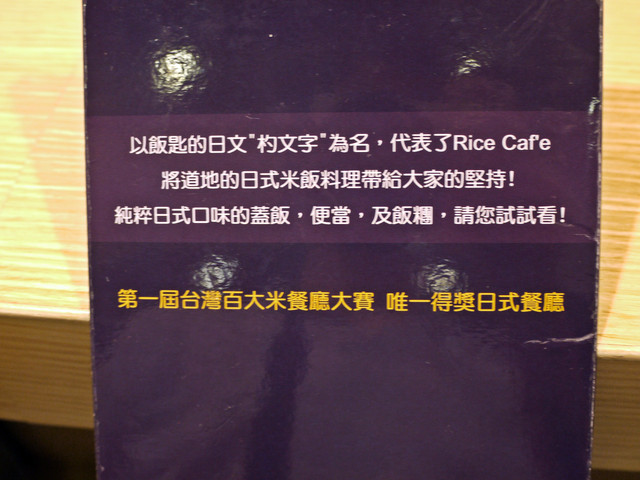 以飯匙的日文"杓文字"為名，代表了Rice Caf'e
將道地的日式米飯料理帶給大家的堅持!
純粹日式口味的蓋飯，便當，及飯糰，請您試試看!
第一屆台灣百大米餐廳大賽 唯一得獎日式餐廳